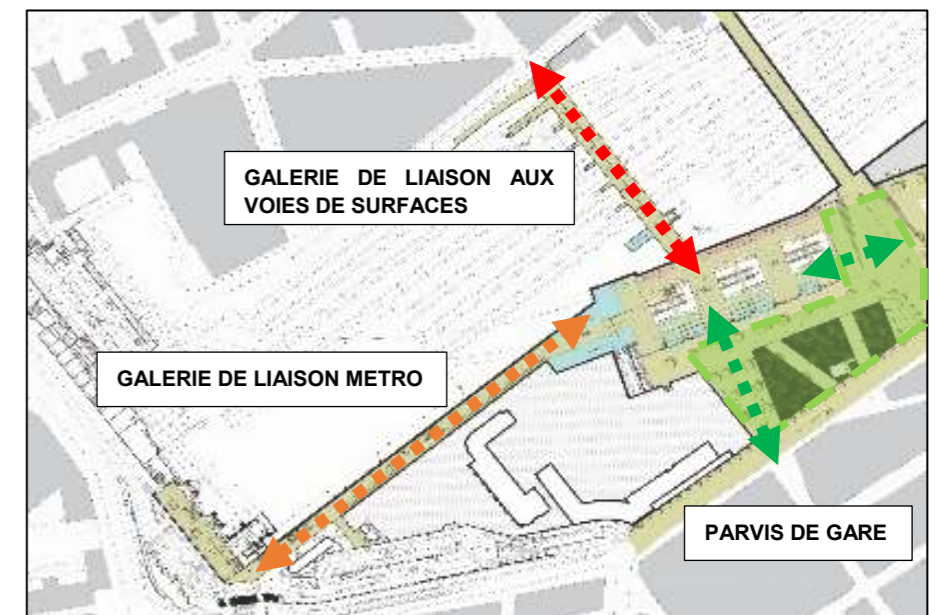 GALERIE DE LIAISON AUX
VOIES DE SURFACES
GALERIE DE LIAISON METRO
PARVIS DE GARE